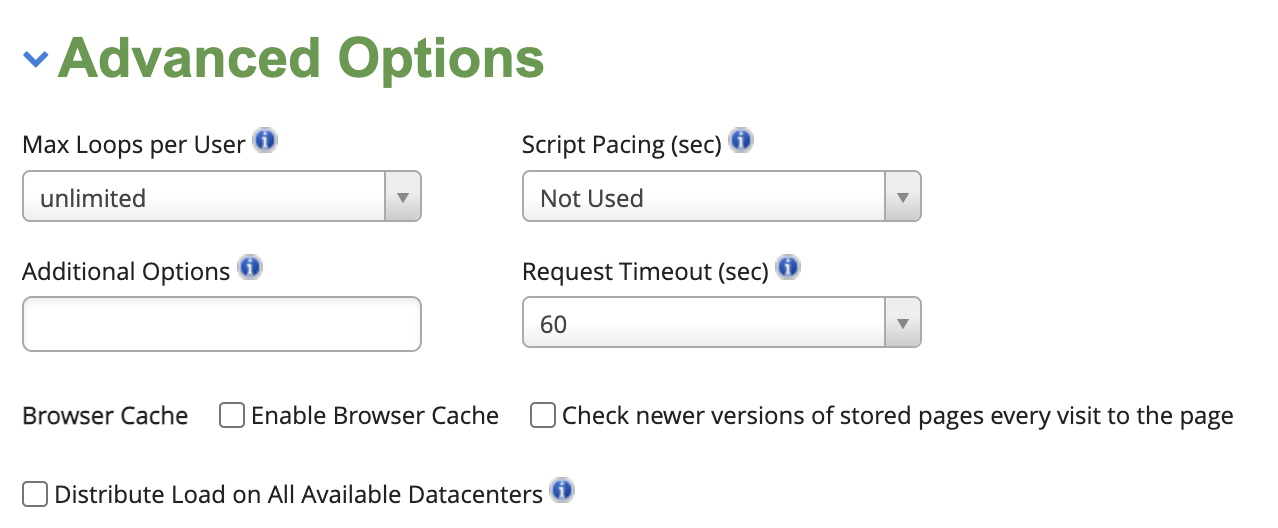 Advanced Options
Max Loops per User
Script Pacing (sec)
unlimited
Not Used
Additional Options
Request Timeout (sec)
60
Browser Cache Enable Browser Cache Check newer versions of stored pages every visit to the page
Distribute Load on All Available Datacenters